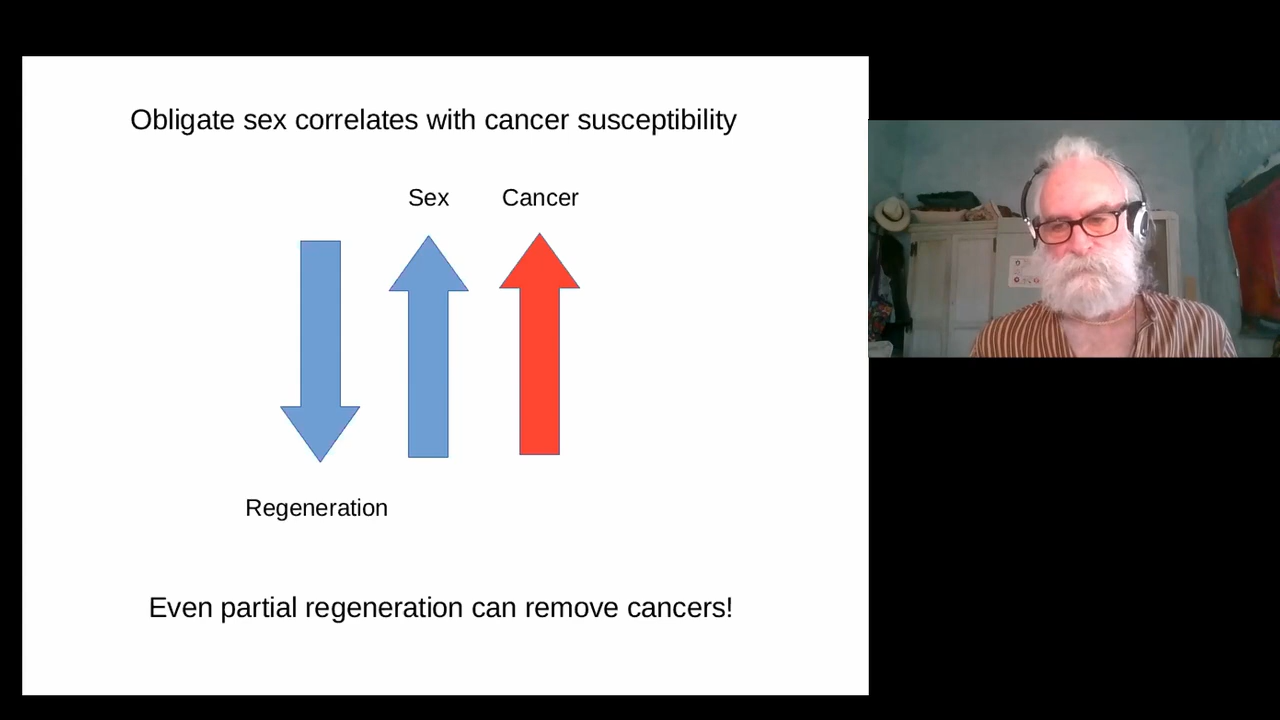 Obligate sex correlates with cancer susceptibility
Sex
Cancer
Regeneration
Even partial regeneration can remove cancers!